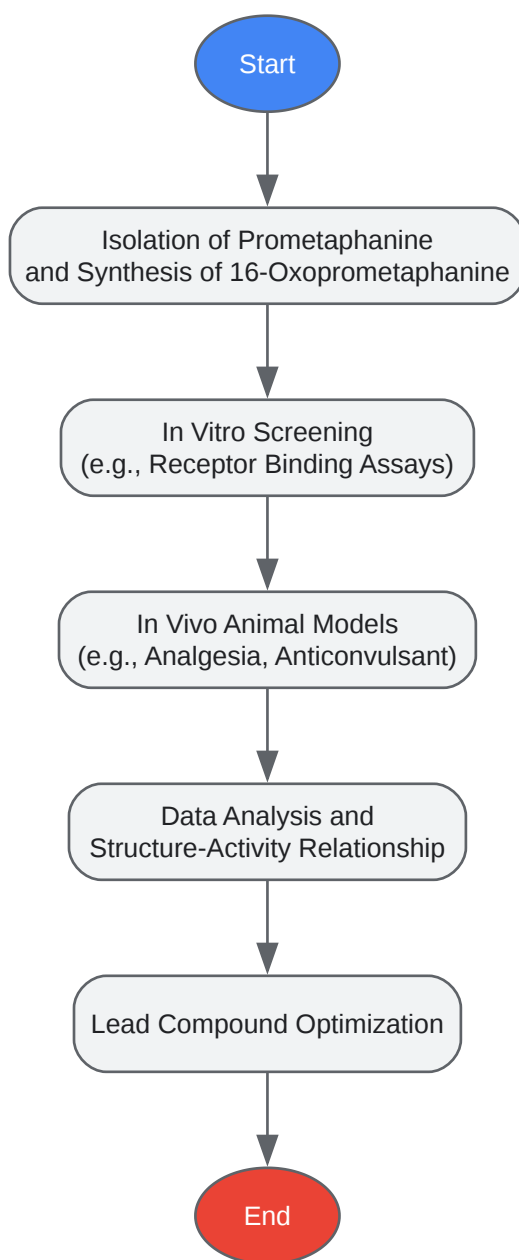 Start
Isolation of Prometaphanine
and Synthesis of 16-Oxoprometaphanine
In Vitro Screening
(e.g., Receptor Binding Assays)
In Vivo Animal Models
(e.g., Analgesia, Anticonvulsant)
Data Analysis and
Structure-Activity Relationship
Lead Compound Optimization
End